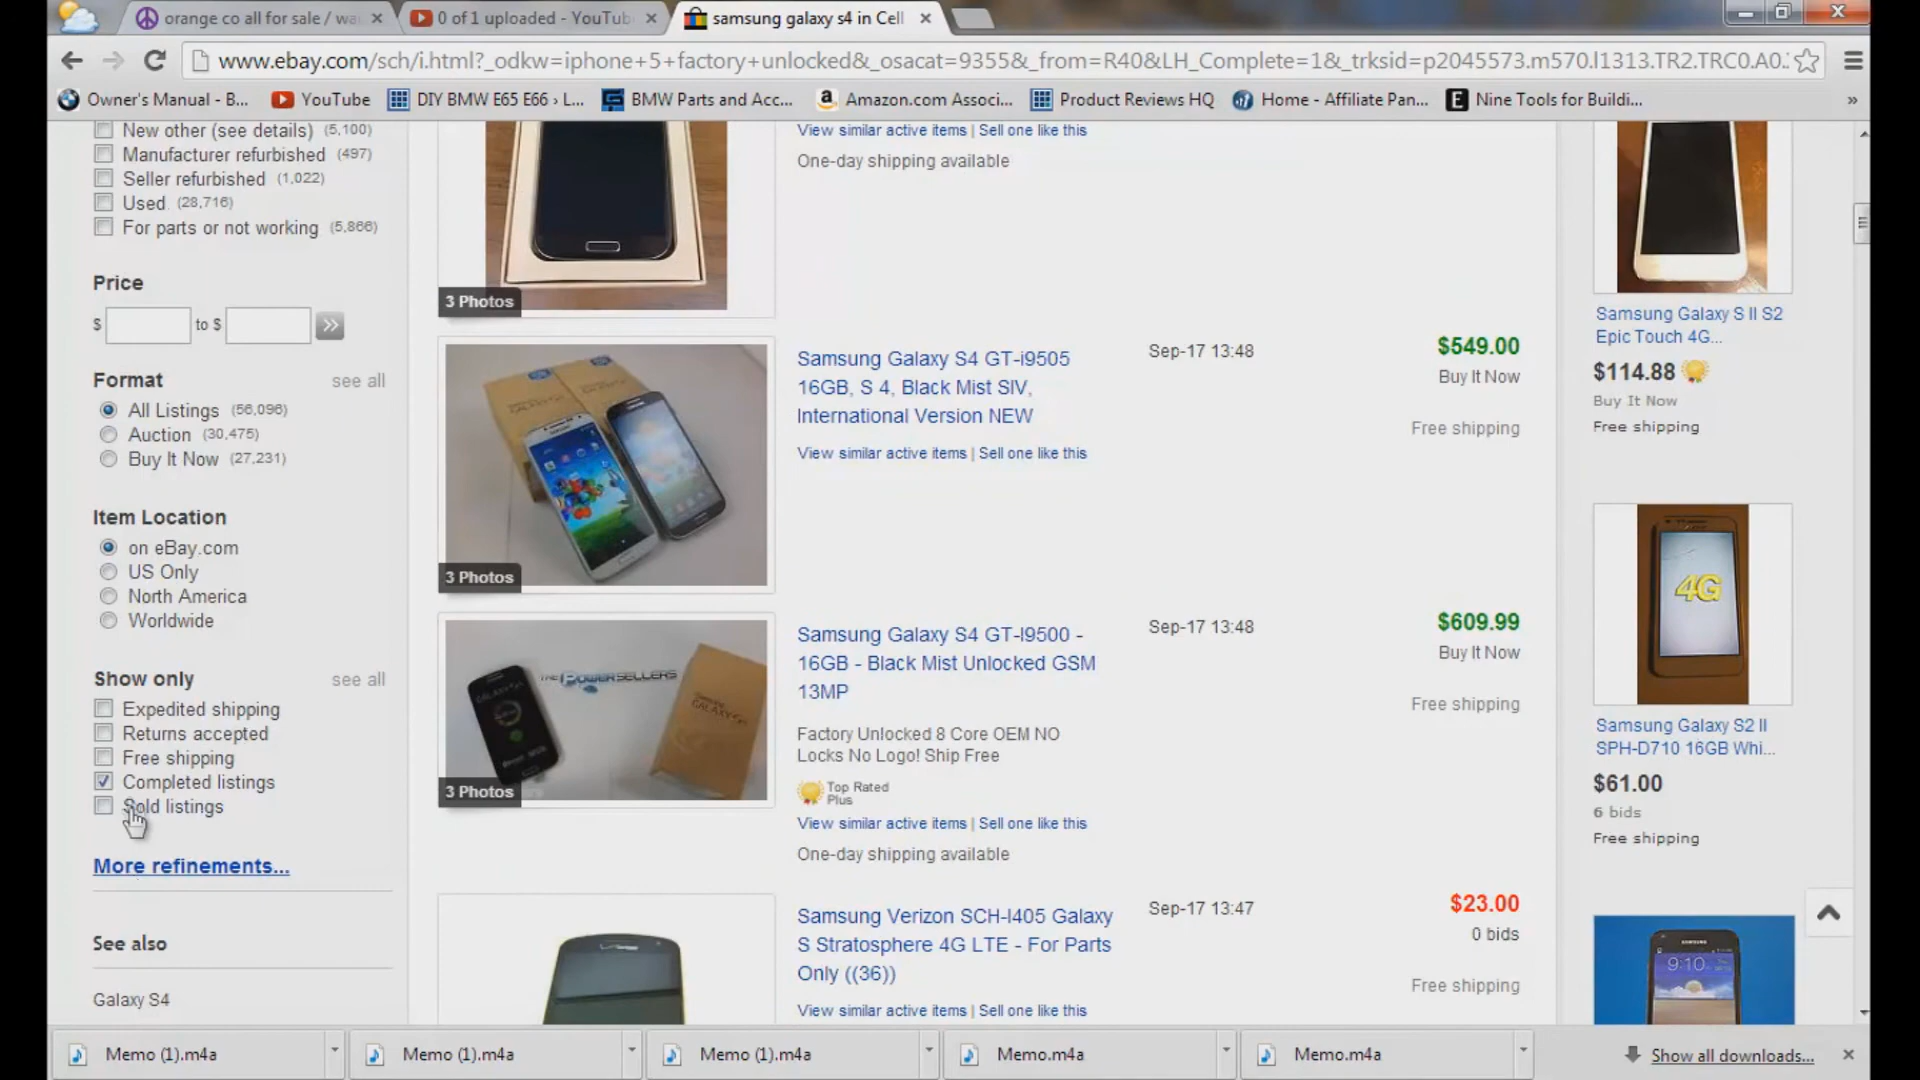 orange co all for sale / wa
0 of 1 uploaded - YouTub
samsung galaxy s4 in Cell
www.ebay.com/sch/i.html?_odkw=iphone+5+factory+unlocked&_osacat=9355&_from=R40&LH_Complete=1&_trksid=p2045573.m570.l1313.TR2.TRC0.A0.
Owner's Manual - B...
YouTube
DIY BMW E65 E66 › L...
BMW Parts and Acc...
Amazon.com Associ...
Product Reviews HQ
Home - Affiliate Pan...
Nine Tools for Buildi...
»
New other (see details) (5,100)
Manufacturer refurbished (497)
Seller refurbished (1,022)
Used (28,716)
For parts or not working (5,866)
Price
$ to $
Format see all
All Listings (56,096)
Auction (30,475)
Buy It Now (27,231)
Item Location
on eBay.com
US Only
North America
Worldwide
Show only see all
Expedited shipping
Returns accepted
Free shipping
Completed listings
Sold listings
More refinements...
See also
Galaxy S4
View similar active items | Sell one like this
One-day shipping available
3 Photos
Samsung Galaxy S4 GT-i9505
16GB, S 4, Black Mist SIV,
International Version NEW
View similar active items | Sell one like this
Sep-17 13:48
$549.00
Buy It Now
Free shipping
3 Photos
Samsung Galaxy S4 GT-I9500 -
16GB - Black Mist Unlocked GSM
13MP
Factory Unlocked 8 Core OEM NO
Locks No Logo! Ship Free
Top Rated
Plus
View similar active items | Sell one like this
One-day shipping available
Sep-17 13:48
$609.99
Buy It Now
Free shipping
THE POWERSELLERS
3 Photos
Samsung Verizon SCH-I405 Galaxy
S Stratosphere 4G LTE - For Parts
Only ((36))
View similar active items | Sell one like this
Sep-17 13:47
$23.00
0 bids
Free shipping
Samsung Galaxy S II S2
Epic Touch 4G...
$114.88
Buy It Now
Free shipping
4G
Samsung Galaxy S2 II
SPH-D710 16GB Whi...
$61.00
6 bids
Free shipping
SAMSUNG
9:10
Memo (1).m4a
Memo (1).m4a
Memo (1).m4a
Memo.m4a
Memo.m4a
Show all downloads...